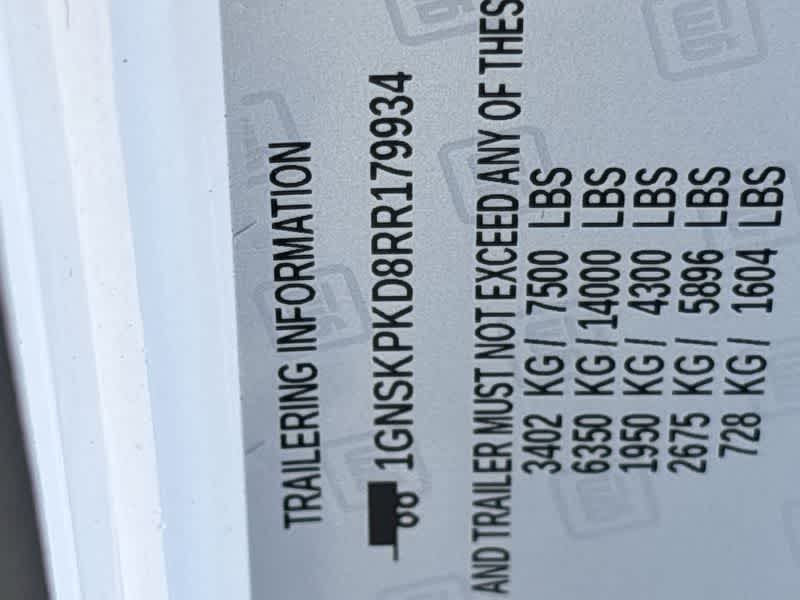 TRAILERING INFORMATION
1GNSKPKD8RR179934
AND TRAILER MUST NOT EXCEED ANY OF THES
3402 KG / 7500 LBS
6350 KG / 14000 LBS
1950 KG / 4300 LBS
2675 KG / 5896 LBS
728 KG / 1604 LBS